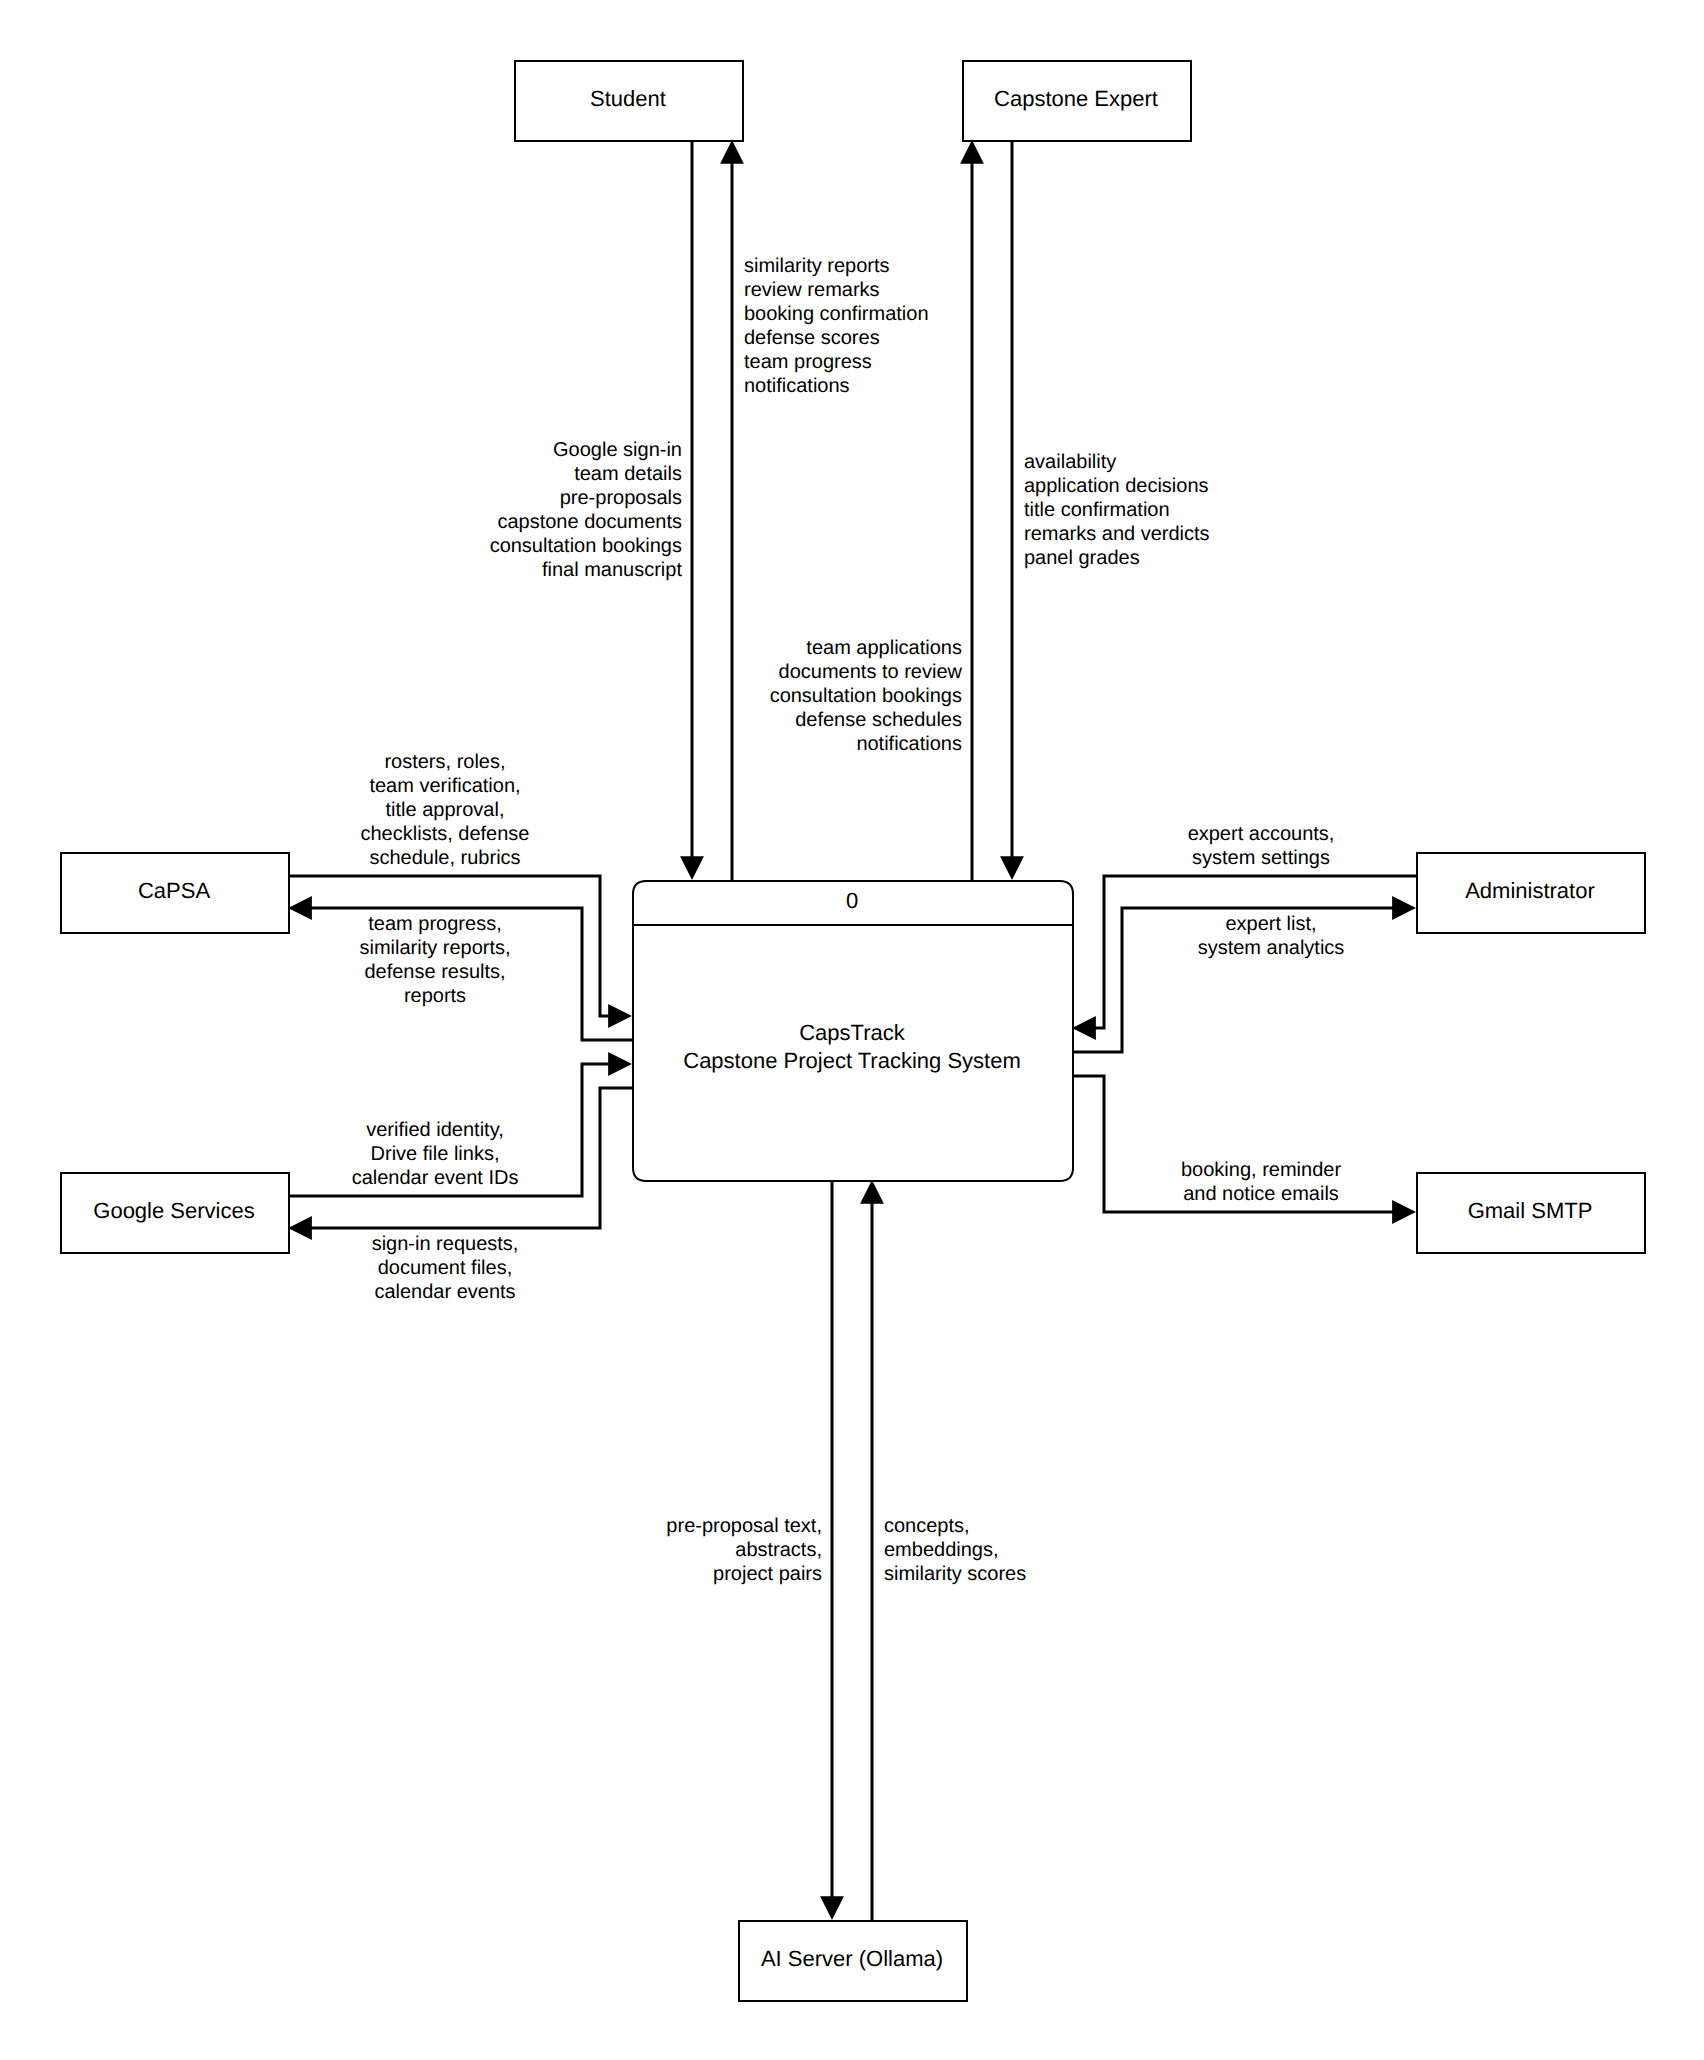 Student
Capstone Expert
similarity reports
review remarks
booking confirmation
defense scores
team progress
notifications
Google sign-in
team details
pre-proposals
capstone documents
consultation bookings
final manuscript
availability
application decisions
title confirmation
remarks and verdicts
panel grades
team applications
documents to review
consultation bookings
defense schedules
notifications
rosters, roles,
team verification,
title approval,
checklists, defense
schedule, rubrics
expert accounts,
system settings
CaPSA
0
Administrator
team progress,
similarity reports,
defense results,
reports
expert list,
system analytics
CapsTrack
Capstone Project Tracking System
verified identity,
Drive file links,
calendar event IDs
booking, reminder
and notice emails
Google Services
Gmail SMTP
sign-in requests,
document files,
calendar events
pre-proposal text,
abstracts,
project pairs
concepts,
embeddings,
similarity scores
AI Server (Ollama)